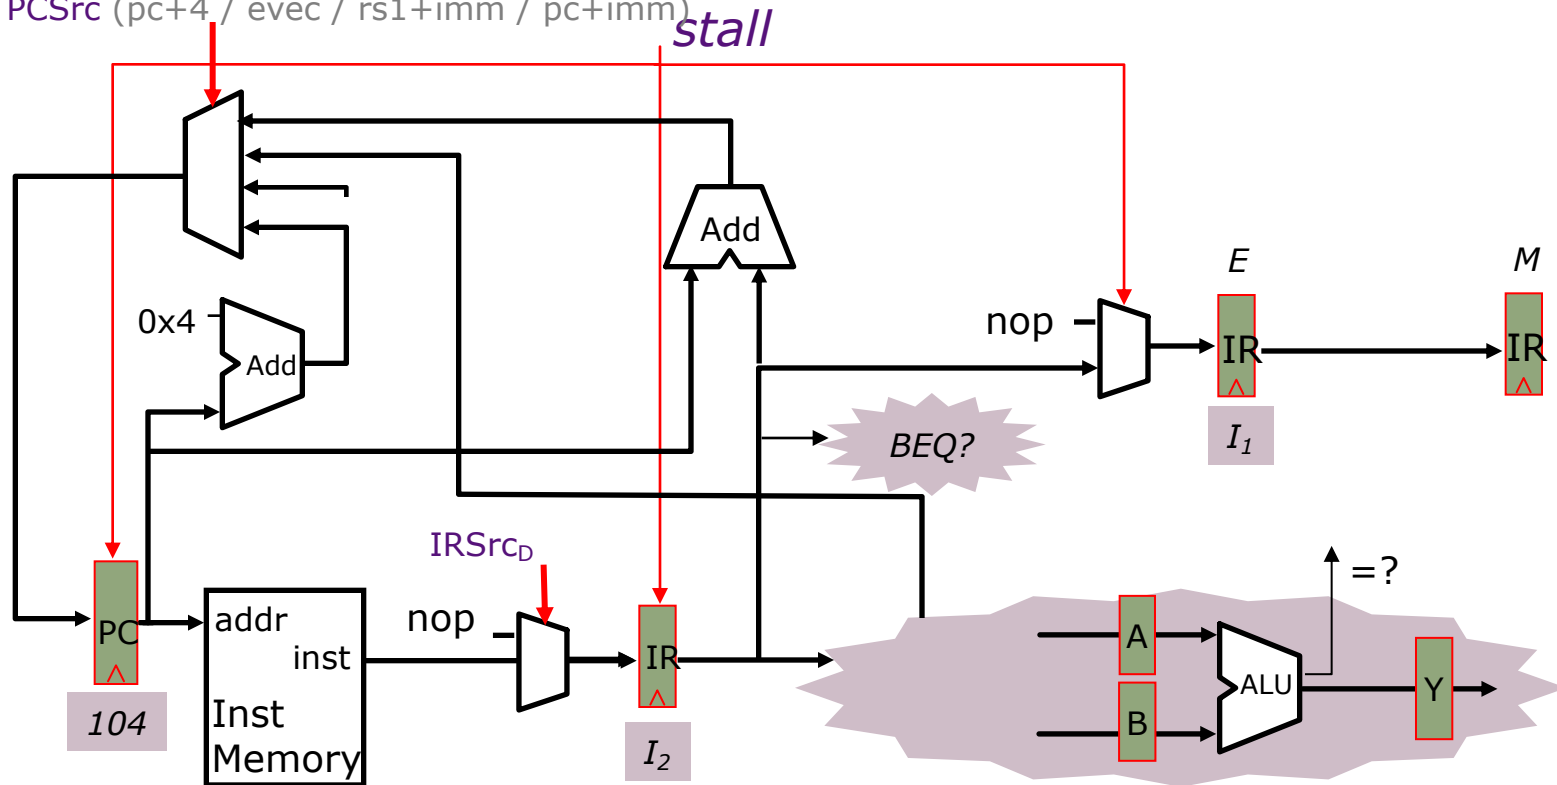 PCSrc (pc+4 / evec / rs1+imm / pc+imm)
stall
Add
E
M
0x4
Add
nop
IR
IR
BEQ?
I1
IRSrcD
=?
PC
addr
inst
Inst
Memory
nop
IR
A
B
ALU
Y
104
I2